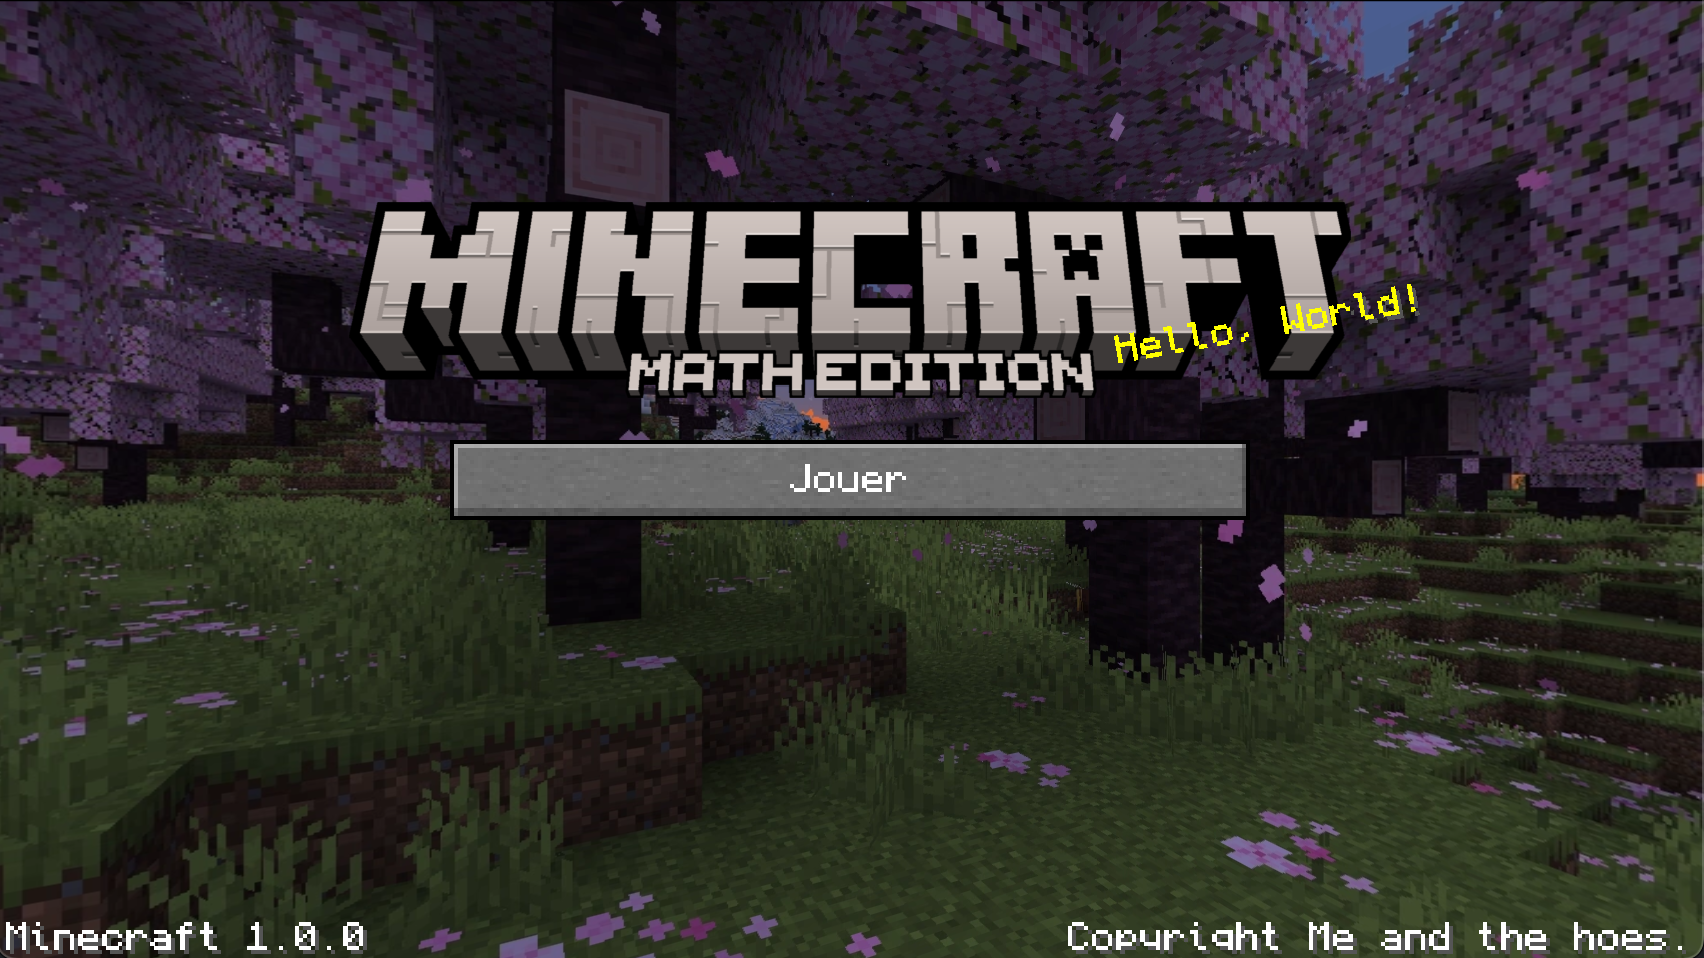 MINECRAFT
MATH EDITION
Hello, World!
Jouer
Minecraft 1.0.0
Copyright Me and the hoes.